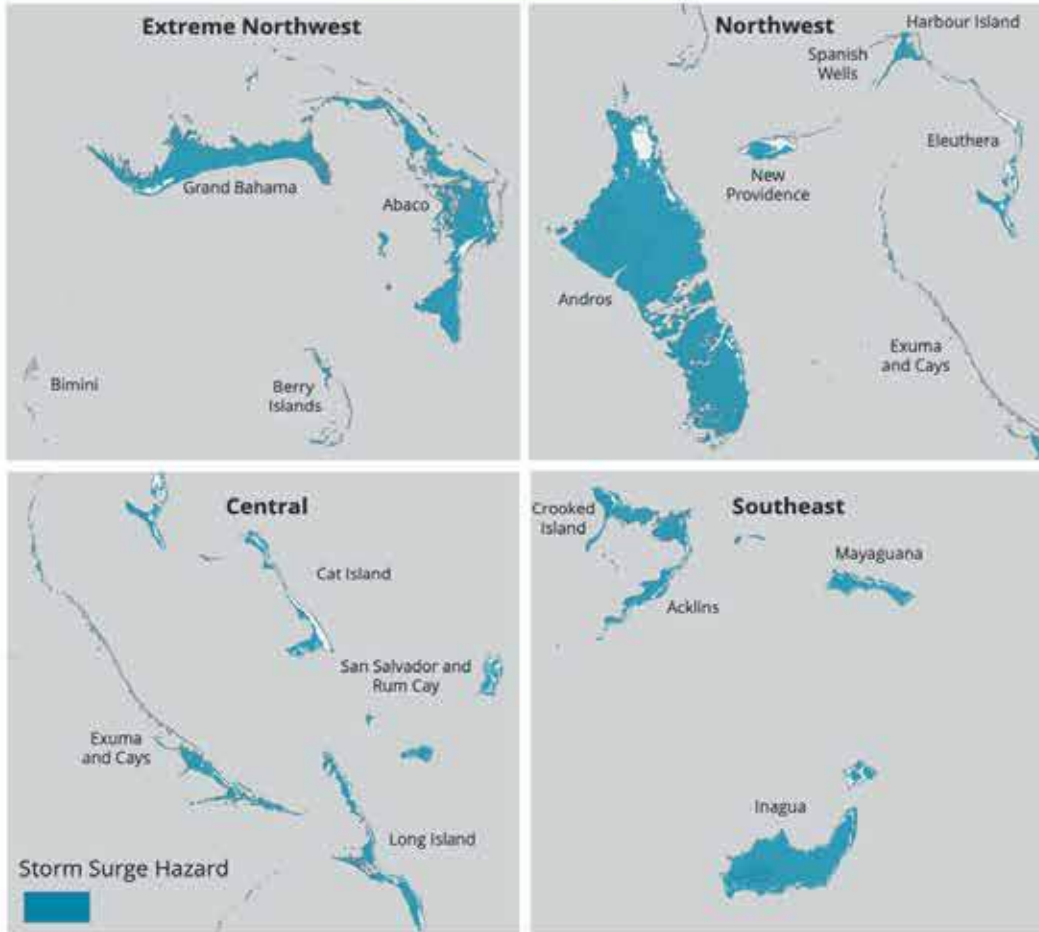 Extreme Northwest
Grand Bahama
Abaco
Bimini
Berry
Islands
Northwest
Harbour Island
Spanish
Wells
Eleuthera
New
Providence
Andros
Exuma
and Cays
Central
Cat Island
San Salvador and
Rum Cay
Exuma
and Cays
Long Island
Storm Surge Hazard
Southeast
Crooked
Island
Mayaguana
Acklins
Inagua